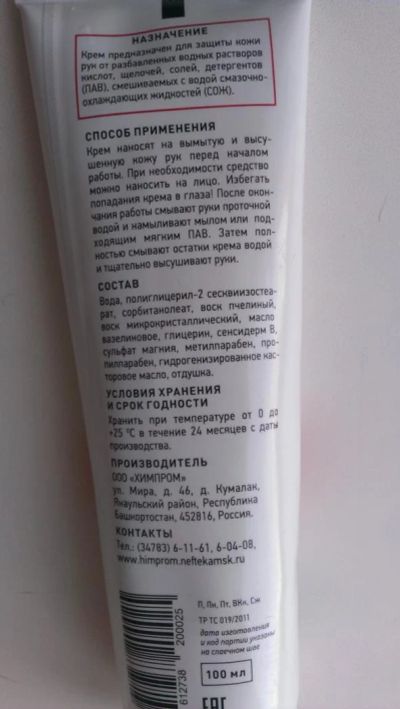 НАЗНАЧЕНИЕ
Крем предназначен для защиты кожи
рук от разбавленных водных растворов
кислот, щелочей, солей, детергентов
(ПАВ), смешиваемых с водой смазочно-
охлаждающих жидкостей (СОЖ).
СПОСОБ ПРИМЕНЕНИЯ
Крем наносят на вымытую и высу-
шенную кожу рук перед началом
работы. При необходимости средство
можно наносить на лицо. Избегать
попадания крема в глаза! После окон-
чания работы смывают руки проточной
водой и намыливают мылом или под-
ходящим мягким ПАВ. Затем пол-
ностью смывают остатки крема водой
и тщательно высушивают руки.
СОСТАВ
Вода, полиглицерил-2 сесквиизостеа-
рат, сорбитанолеат, воск пчелиный,
воск микрокристаллический, масло
вазелиновое, глицерин, сенсидерм В,
сульфат магния, метилпарабен, про-
пилпарабен, гидрогенизированное кас-
торовое масло, отдушка.
УСЛОВИЯ ХРАНЕНИЯ
И СРОК ГОДНОСТИ
Хранить при температуре от 0 до
+25 °С в течение 24 месяцев с даты
производства.
ПРОИЗВОДИТЕЛЬ
ООО «ХИМПРОМ»
ул. Мира, д. 46, д. Кумалак,
Янаульский район, Республика
Башкортостан, 452816, Россия.
КОНТАКТЫ
Тел.: (34783) 6-11-61, 6-04-08,
www.himprom.neftekamsk.ru
612738 200025
П, Пн, Пт, ВКн, Сж
ТР ТС 019/2011
дата изготовления
и код партии указаны
на спаечном шве
100 мл
EAC